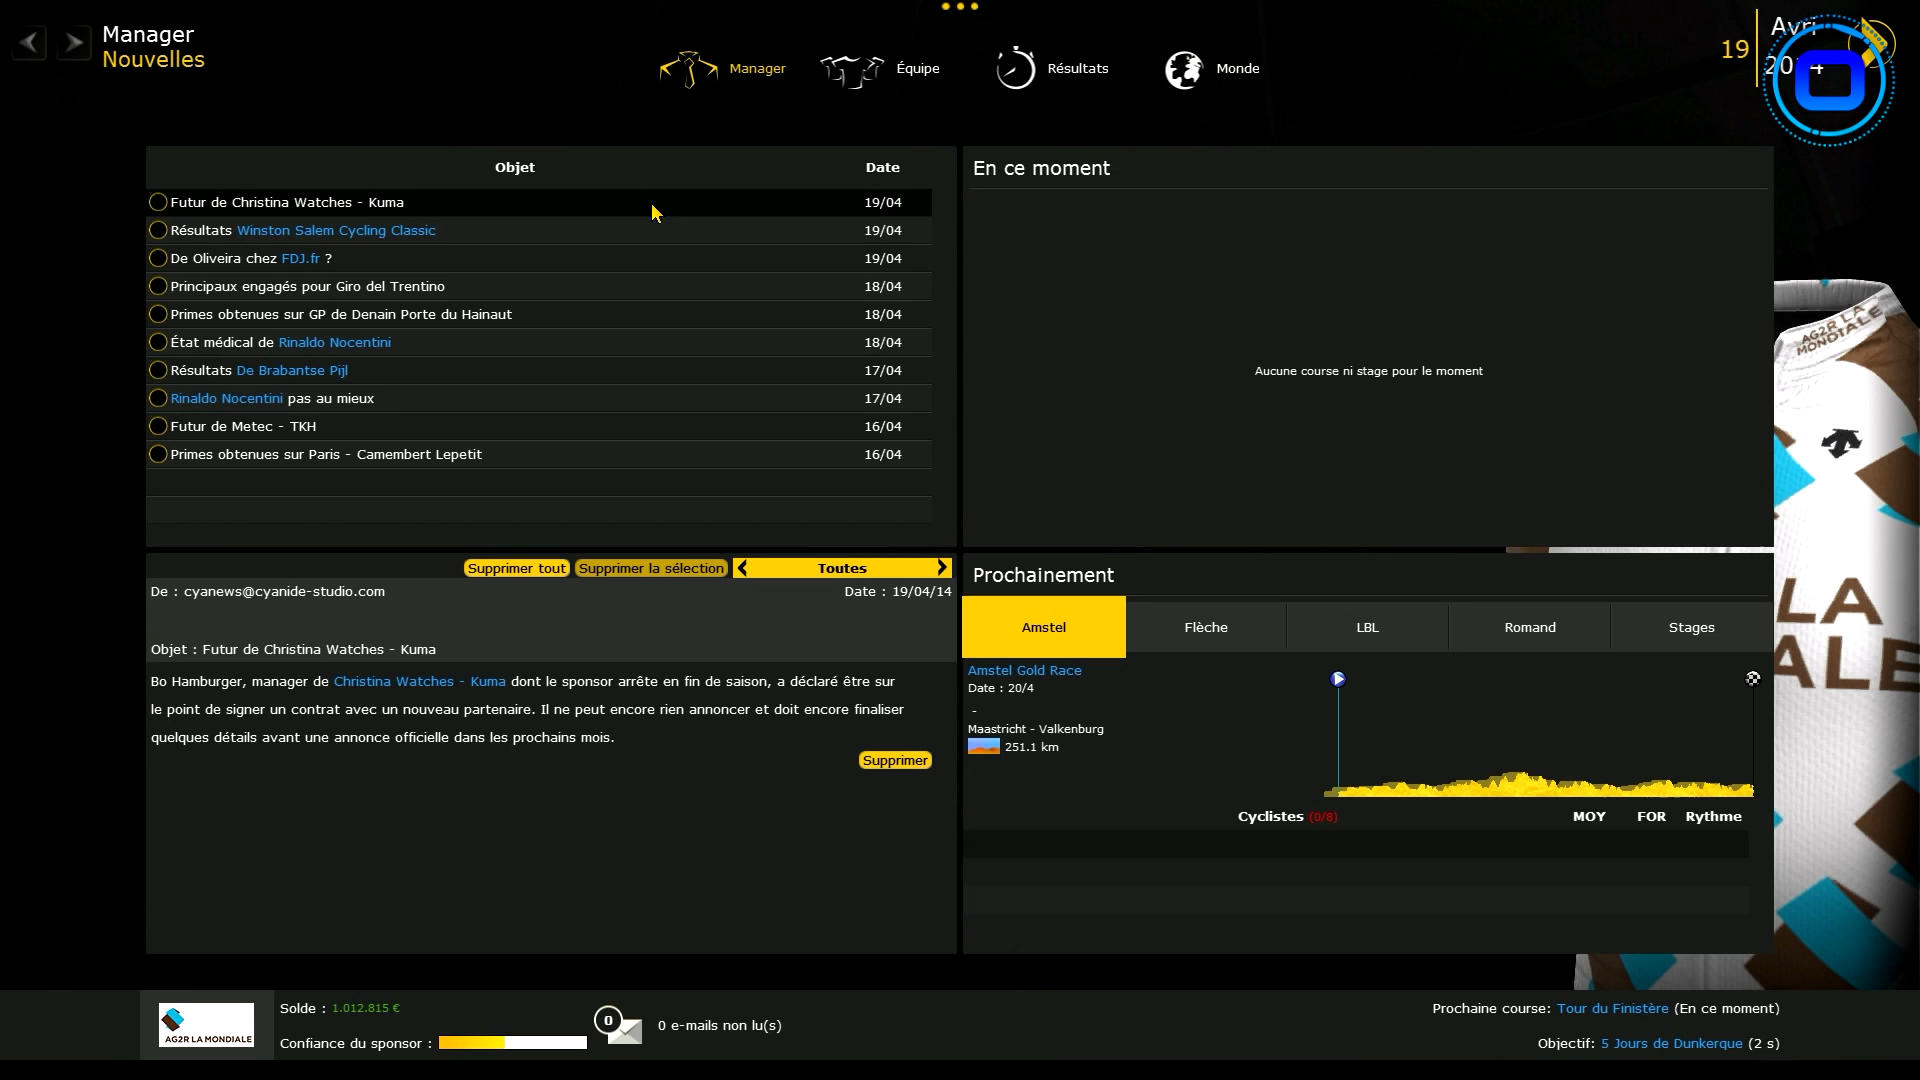 Manager
Nouvelles
Manager
Équipe
Résultats
Monde
19
Avri
Objet Date
Futur de Christina Watches - Kuma 19/04
Résultats Winston Salem Cycling Classic 19/04
De Oliveira chez FDJ.fr ? 19/04
Principaux engagés pour Giro del Trentino 18/04
Primes obtenues sur GP de Denain Porte du Hainaut 18/04
État médical de Rinaldo Nocentini 18/04
Résultats De Brabantse Pijl 17/04
Rinaldo Nocentini pas au mieux 17/04
Futur de Metec - TKH 16/04
Primes obtenues sur Paris - Camembert Lepetit 16/04
En ce moment
Aucune course ni stage pour le moment
Supprimer tout Supprimer la sélection Toutes
De : cyanews@cyanide-studio.com Date : 19/04/14
Objet : Futur de Christina Watches - Kuma
Bo Hamburger, manager de Christina Watches - Kuma dont le sponsor arrête en fin de saison, a déclaré être sur
le point de signer un contrat avec un nouveau partenaire. Il ne peut encore rien annoncer et doit encore finaliser
quelques détails avant une annonce officielle dans les prochains mois.
Supprimer
Prochainement
Amstel Flèche LBL Romand Stages
Amstel Gold Race
Date : 20/4
-
Maastricht - Valkenburg
251.1 km
Cyclistes (0/8) MOY FOR Rythme
AG2R LA
MONDIALE
LA
ALE
AG2R LA MONDIALE
Solde : 1.012.815 €
Confiance du sponsor :
0
0 e-mails non lu(s)
Prochaine course: Tour du Finistère (En ce moment)
Objectif: 5 Jours de Dunkerque (2 s)